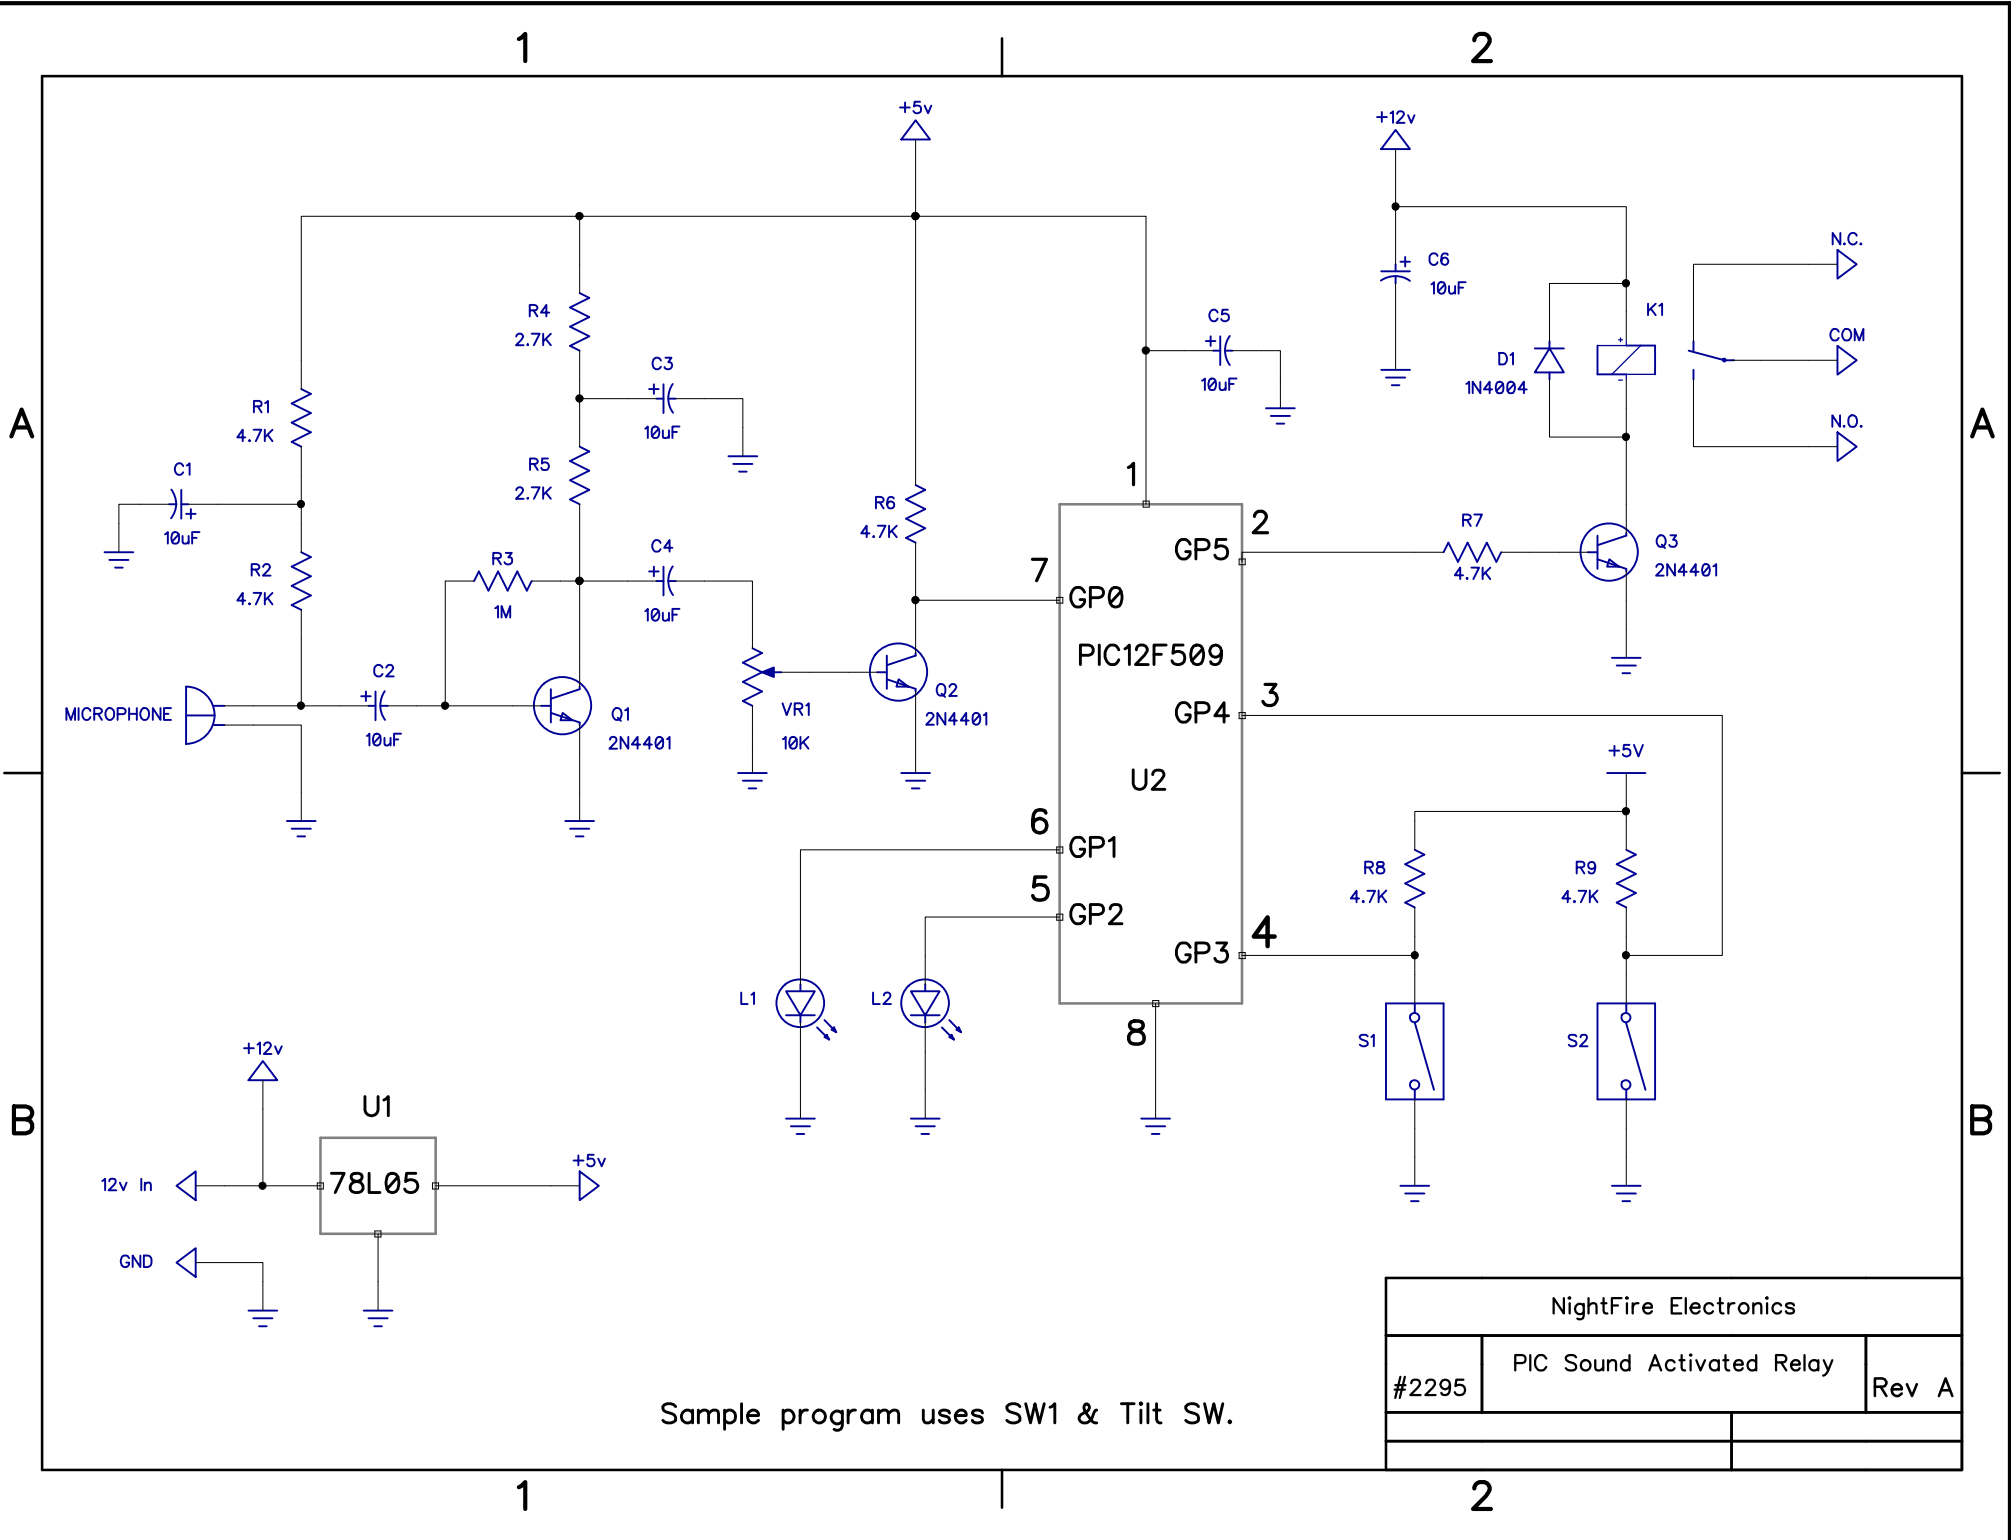 1
2
A
A
B
B
1
2
+5v
+12v
R4
2.7K
C3
10uF
R1
4.7K
C1
10uF
R5
2.7K
R2
4.7K
R3
1M
C4
10uF
MICROPHONE
C2
10uF
Q1
2N4401
VR1
10K
R6
4.7K
Q2
2N4401
C5
10uF
1
7
GP0
PIC12F509
U2
6
GP1
5
GP2
GP5
2
GP4
3
GP3
4
8
L1
L2
C6
10uF
K1
+
-
D1
1N4004
N.C.
COM
N.O.
R7
4.7K
Q3
2N4401
+5V
R8
4.7K
R9
4.7K
S1
S2
+12v
U1
78L05
12v In
+5v
GND
Sample program uses SW1 & Tilt SW.
NightFire Electronics
#2295
PIC Sound Activated Relay
Rev A